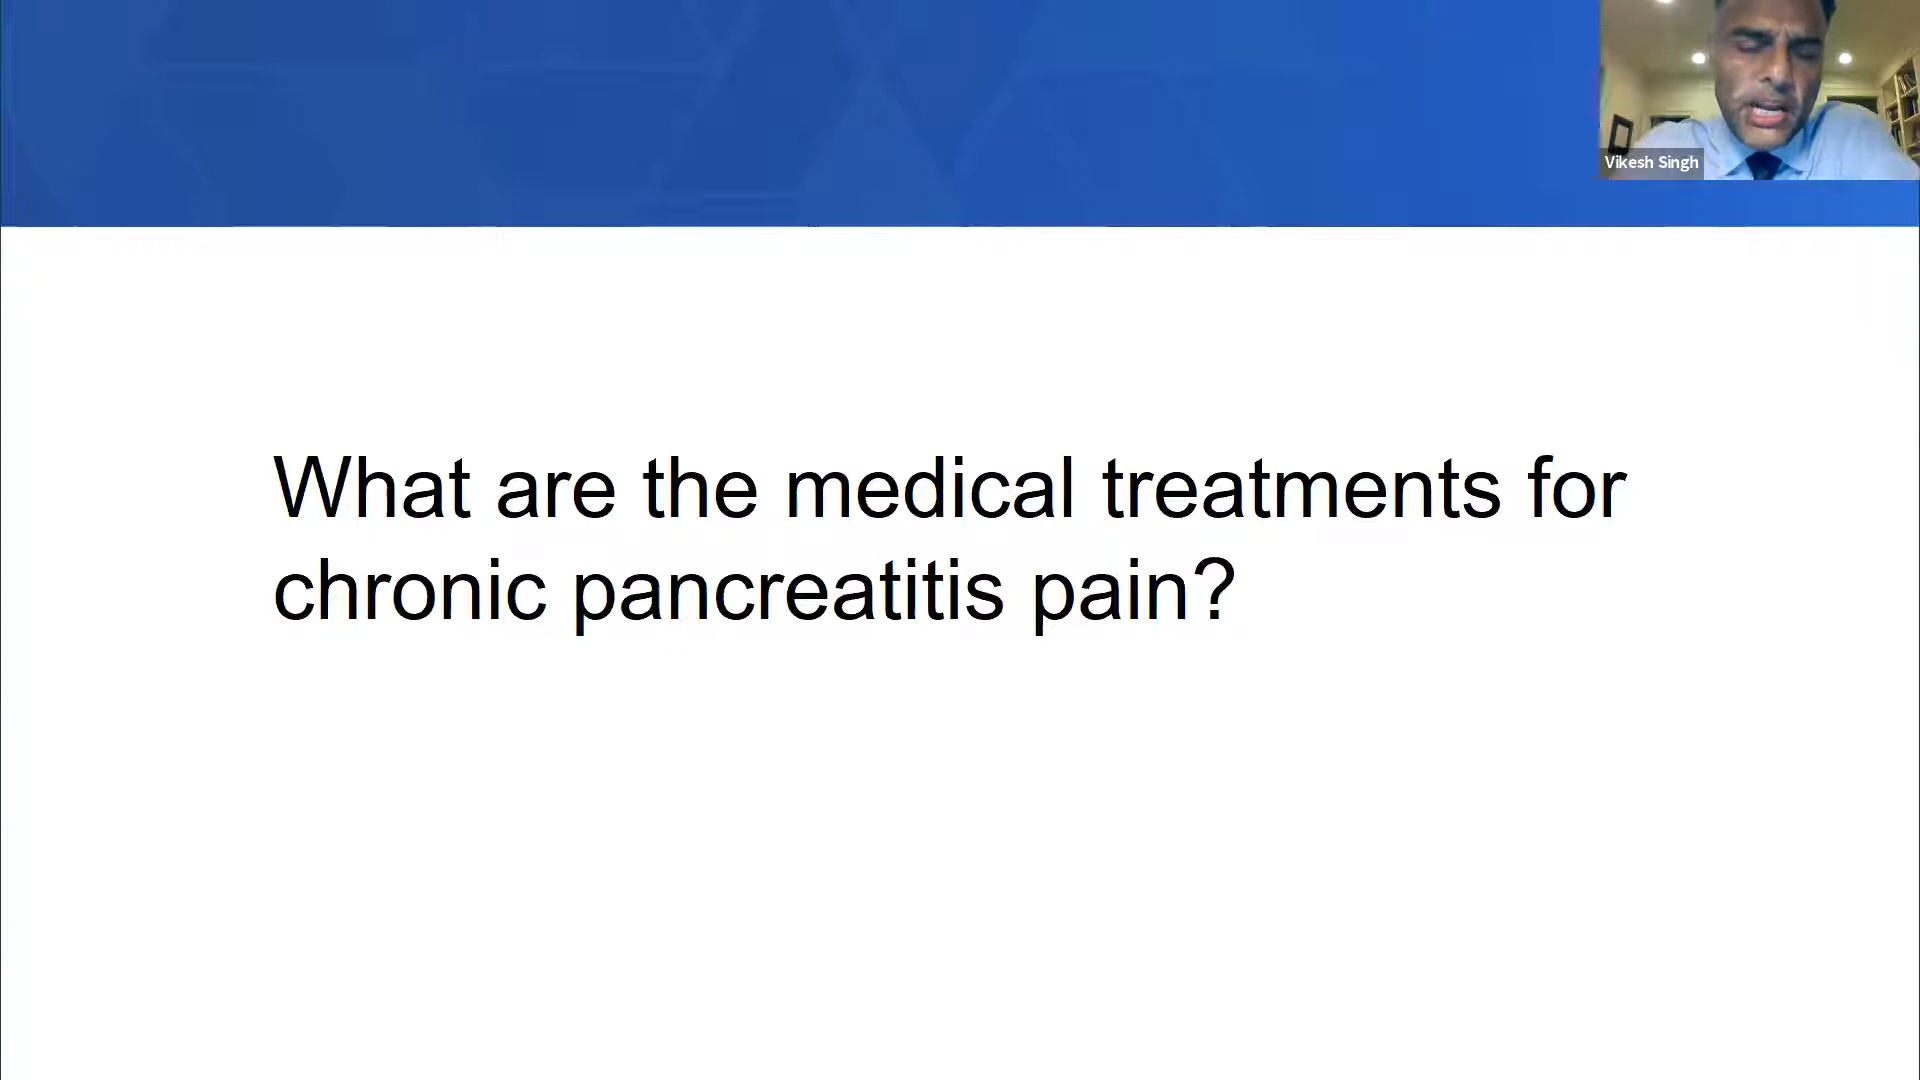 Vikesh Singh
What are the medical treatments for
chronic pancreatitis pain?